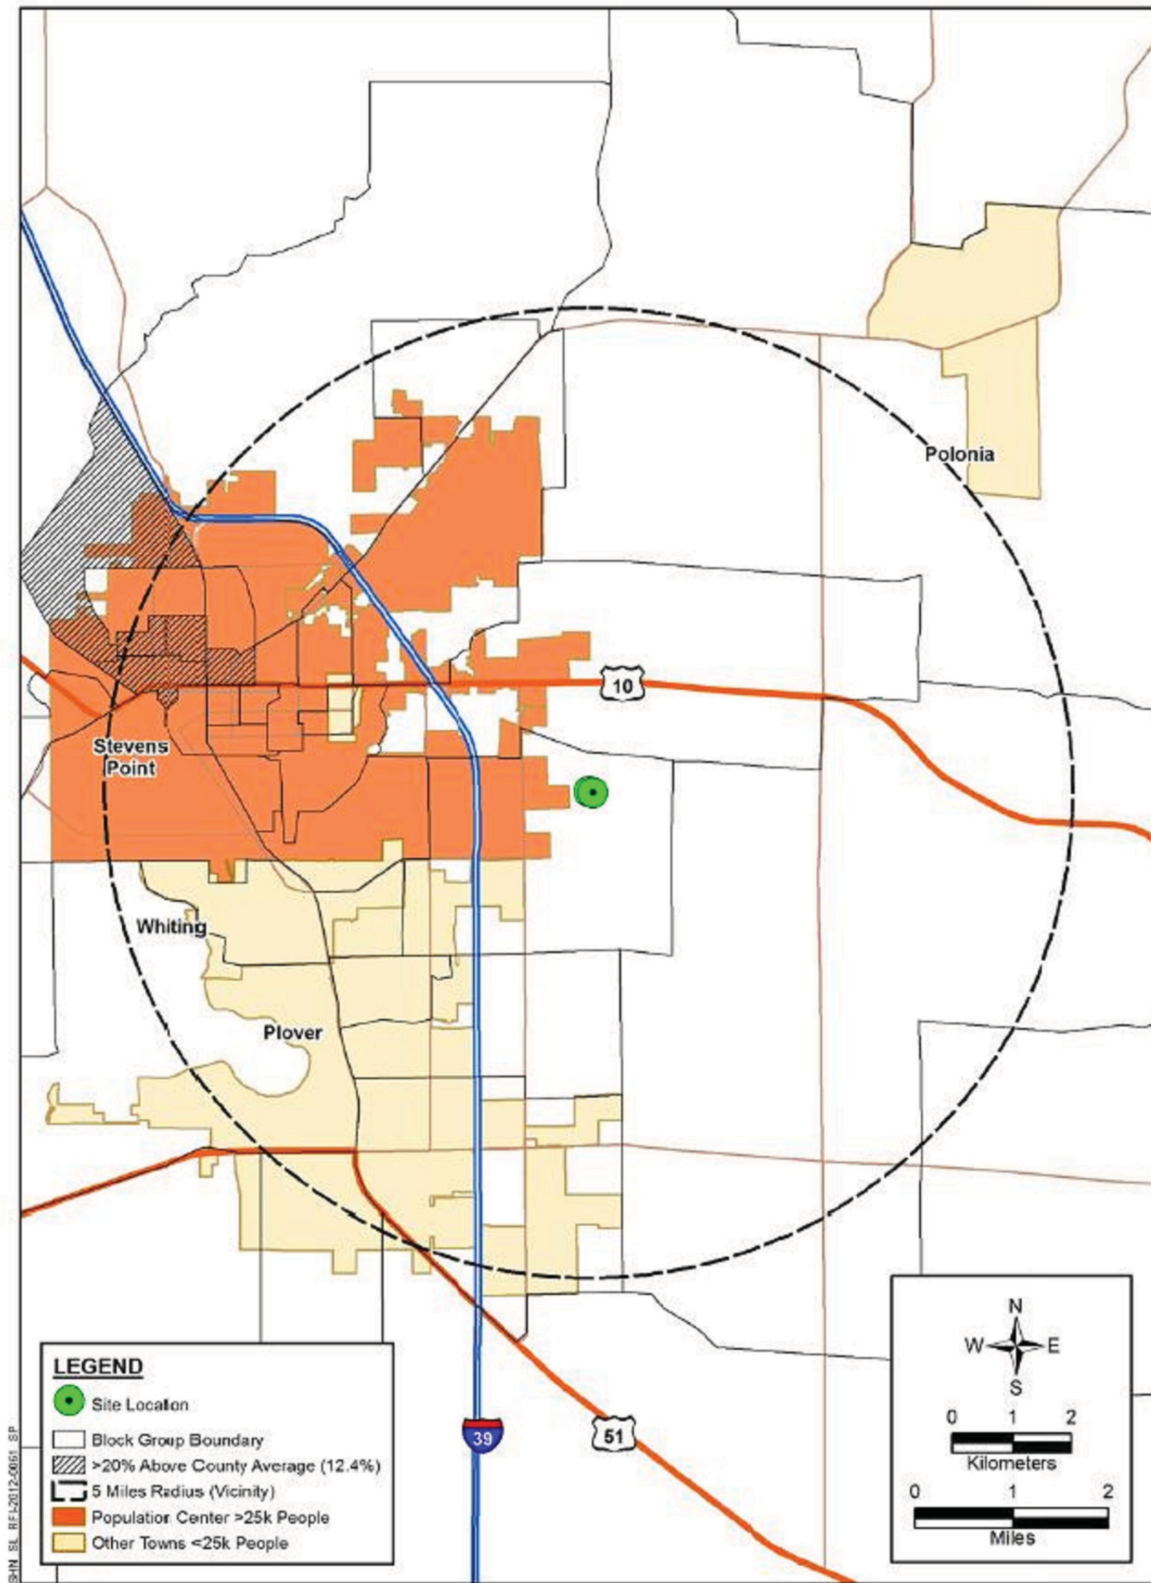 Polonia
10
Stevens
Point
Whiting
Plover
39
51
LEGEND
Site Location
Block Group Boundary
>20% Above County Average (12.4%)
5 Miles Radius (Vicinity)
Population Center >25k People
Other Towns <25k People
N
W E
S
0 1 2
Kilometers
0 1 2
Miles